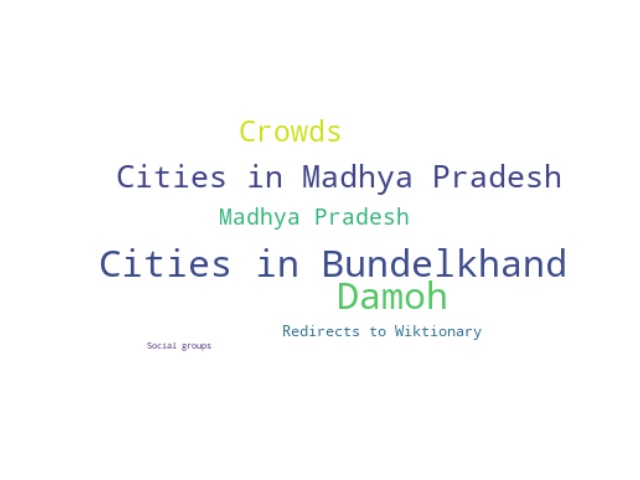 Crowds
Cities in Madhya Pradesh
Madhya Pradesh
Cities in Bundelkhand
Damoh
Redirects to Wiktionary
Social groups